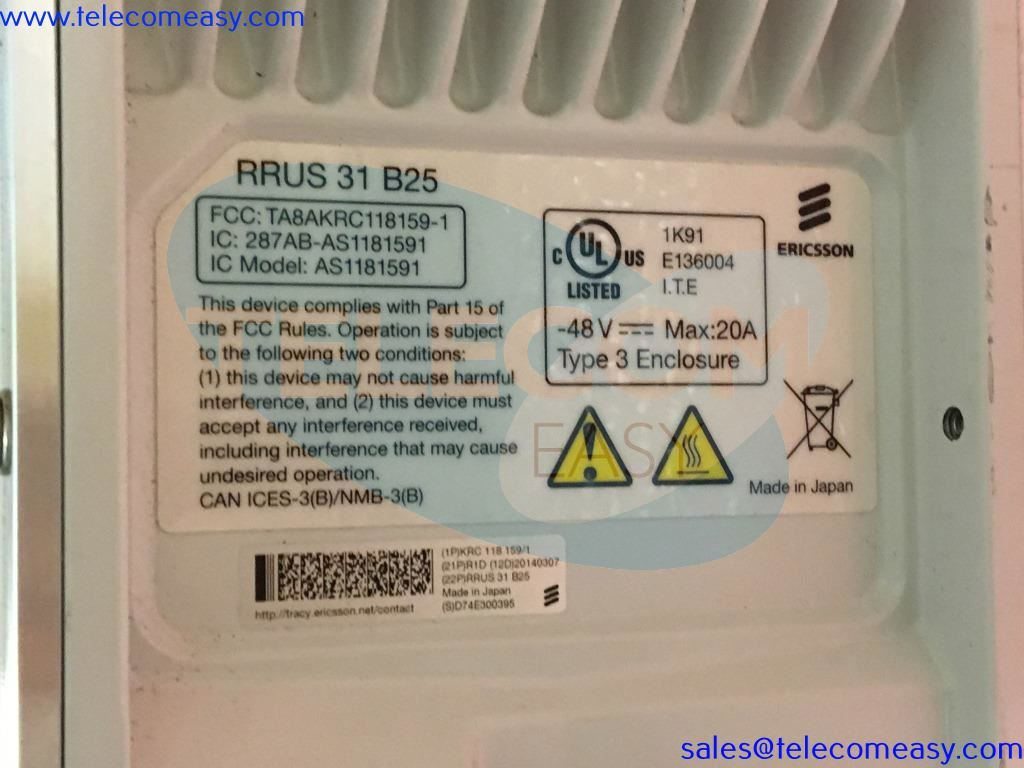 www.telecomeasy.com
RRUS 31 B25
FCC: TA8AKRC118159-1
IC: 287AB-AS1181591
IC Model: AS1181591
This device complies with Part 15 of
the FCC Rules. Operation is subject
to the following two conditions:
(1) this device may not cause harmful
interference, and (2) this device must
accept any interference received,
including interference that may cause
undesired operation.
CAN ICES-3(B)/NMB-3(B)
C UL US
LISTED
1K91
E136004
I.T.E
-48 V Max:20A
Type 3 Enclosure
ERICSSON
Made in Japan
TELECOM
EASY
(1P)KRC 118 159/1
(21P)R1D (12D)20140307
(22P)RRUS 31 B25
Made in Japan
(S)D74E300395
http://tracy.ericsson.net/contact
sales@telecomeasy.com